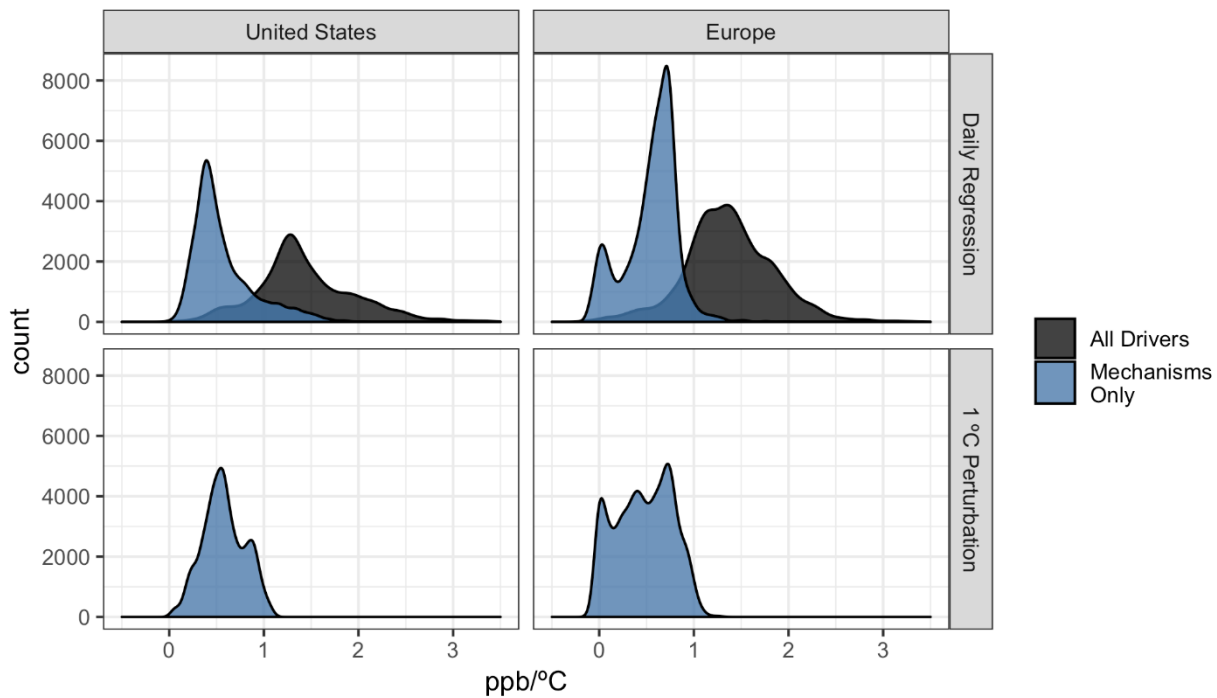 United States
Europe
8000
6000
4000
2000
0
Daily Regression
count
8000
6000
4000
2000
0
1 ºC Perturbation
All Drivers
Mechanisms
Only
0 1 2 3
0 1 2 3
ppb/ºC